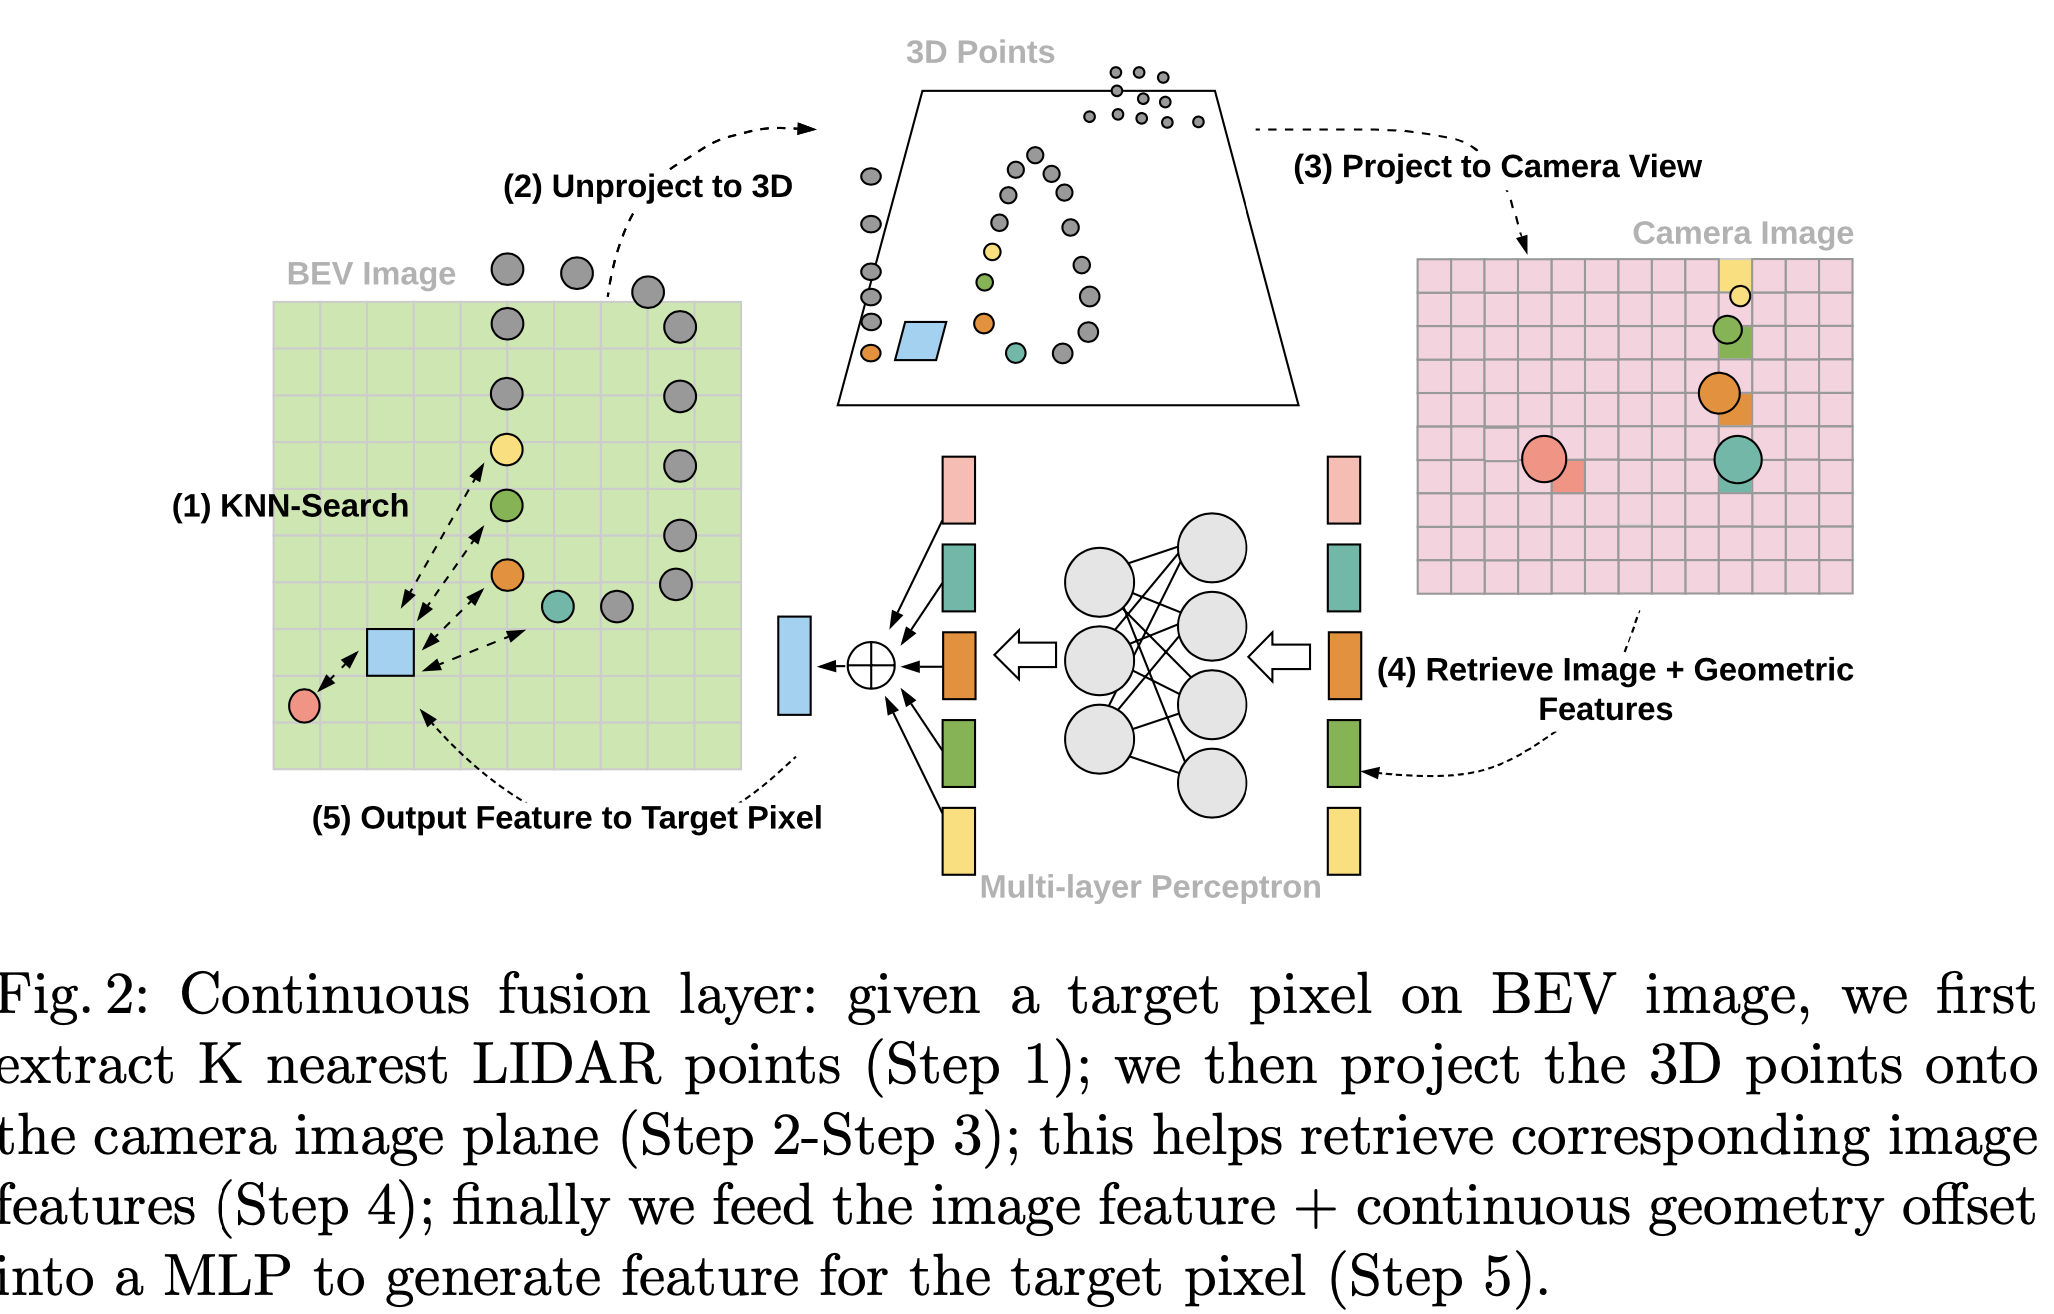 3D Points
(2) Unproject to 3D
(3) Project to Camera View
Camera Image
BEV Image
(1) KNN-Search
(4) Retrieve Image + Geometric
Features
(5) Output Feature to Target Pixel
Multi-layer Perceptron
Fig. 2: Continuous fusion layer: given a target pixel on BEV image, we first
extract K nearest LIDAR points (Step 1); we then project the 3D points onto
the camera image plane (Step 2-Step 3); this helps retrieve corresponding image
features (Step 4); finally we feed the image feature + continuous geometry offset
into a MLP to generate feature for the target pixel (Step 5).